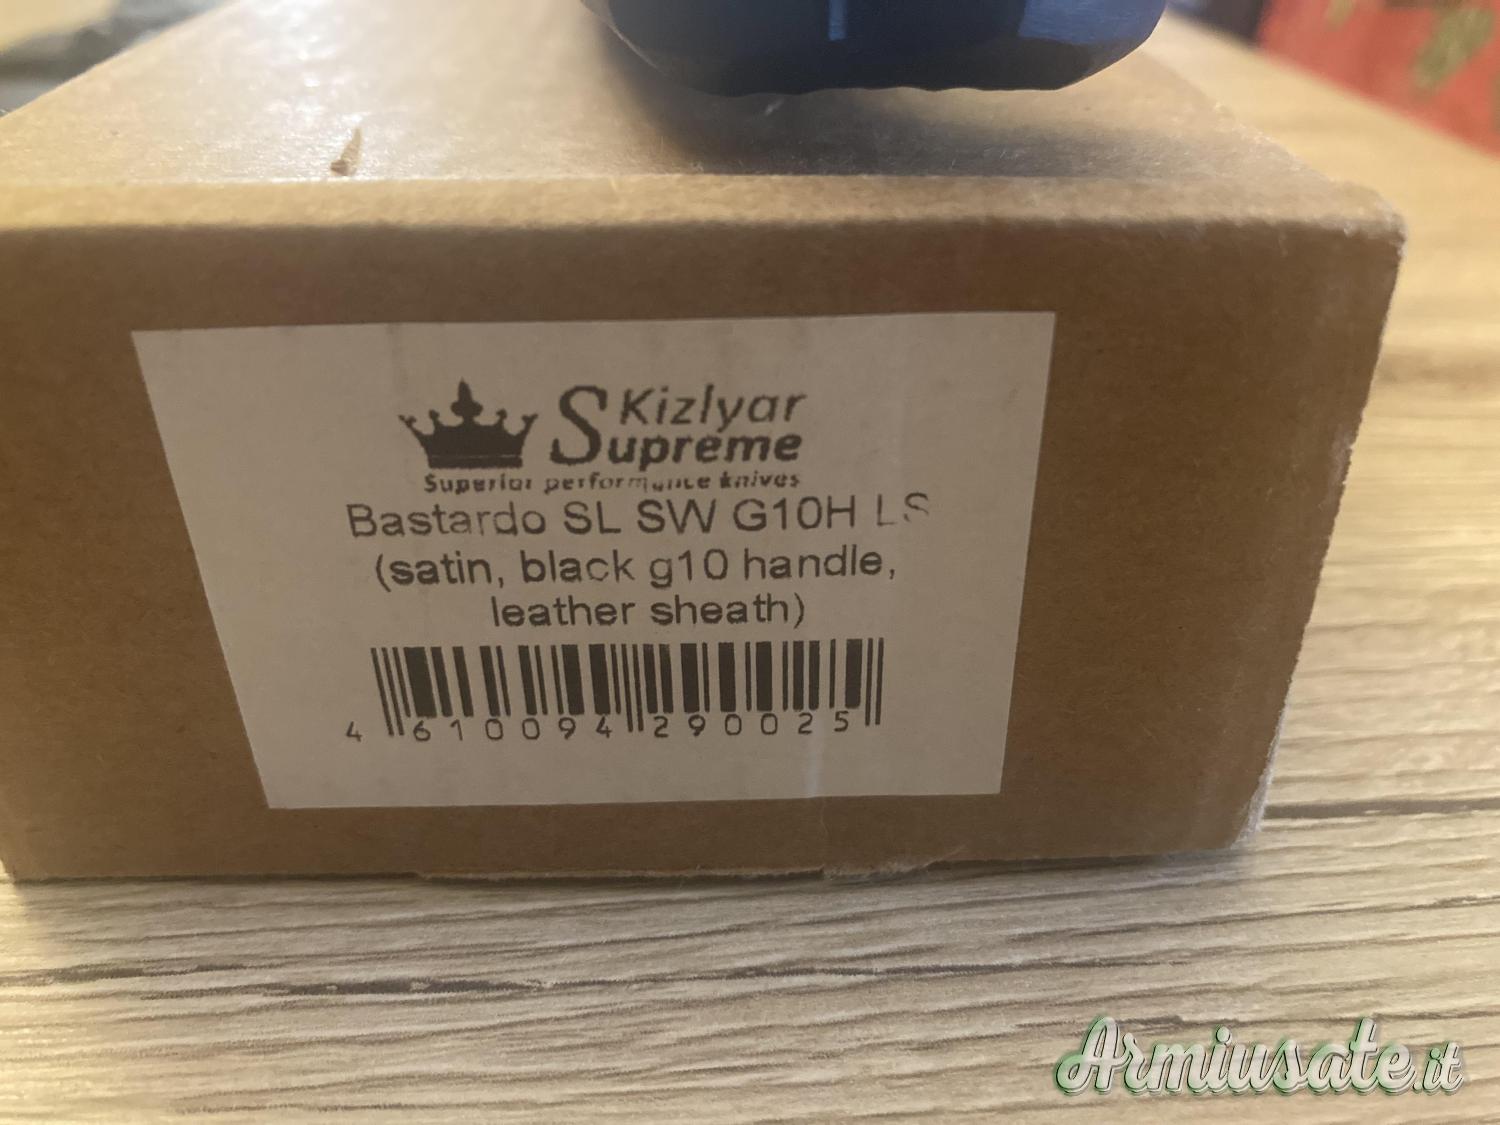 Kizlyar
Supreme
Superior performance knives
Bastardo SL SW G10H LS
(satin, black g10 handle,
leather sheath)
4 610094 290025
Armiusate.it